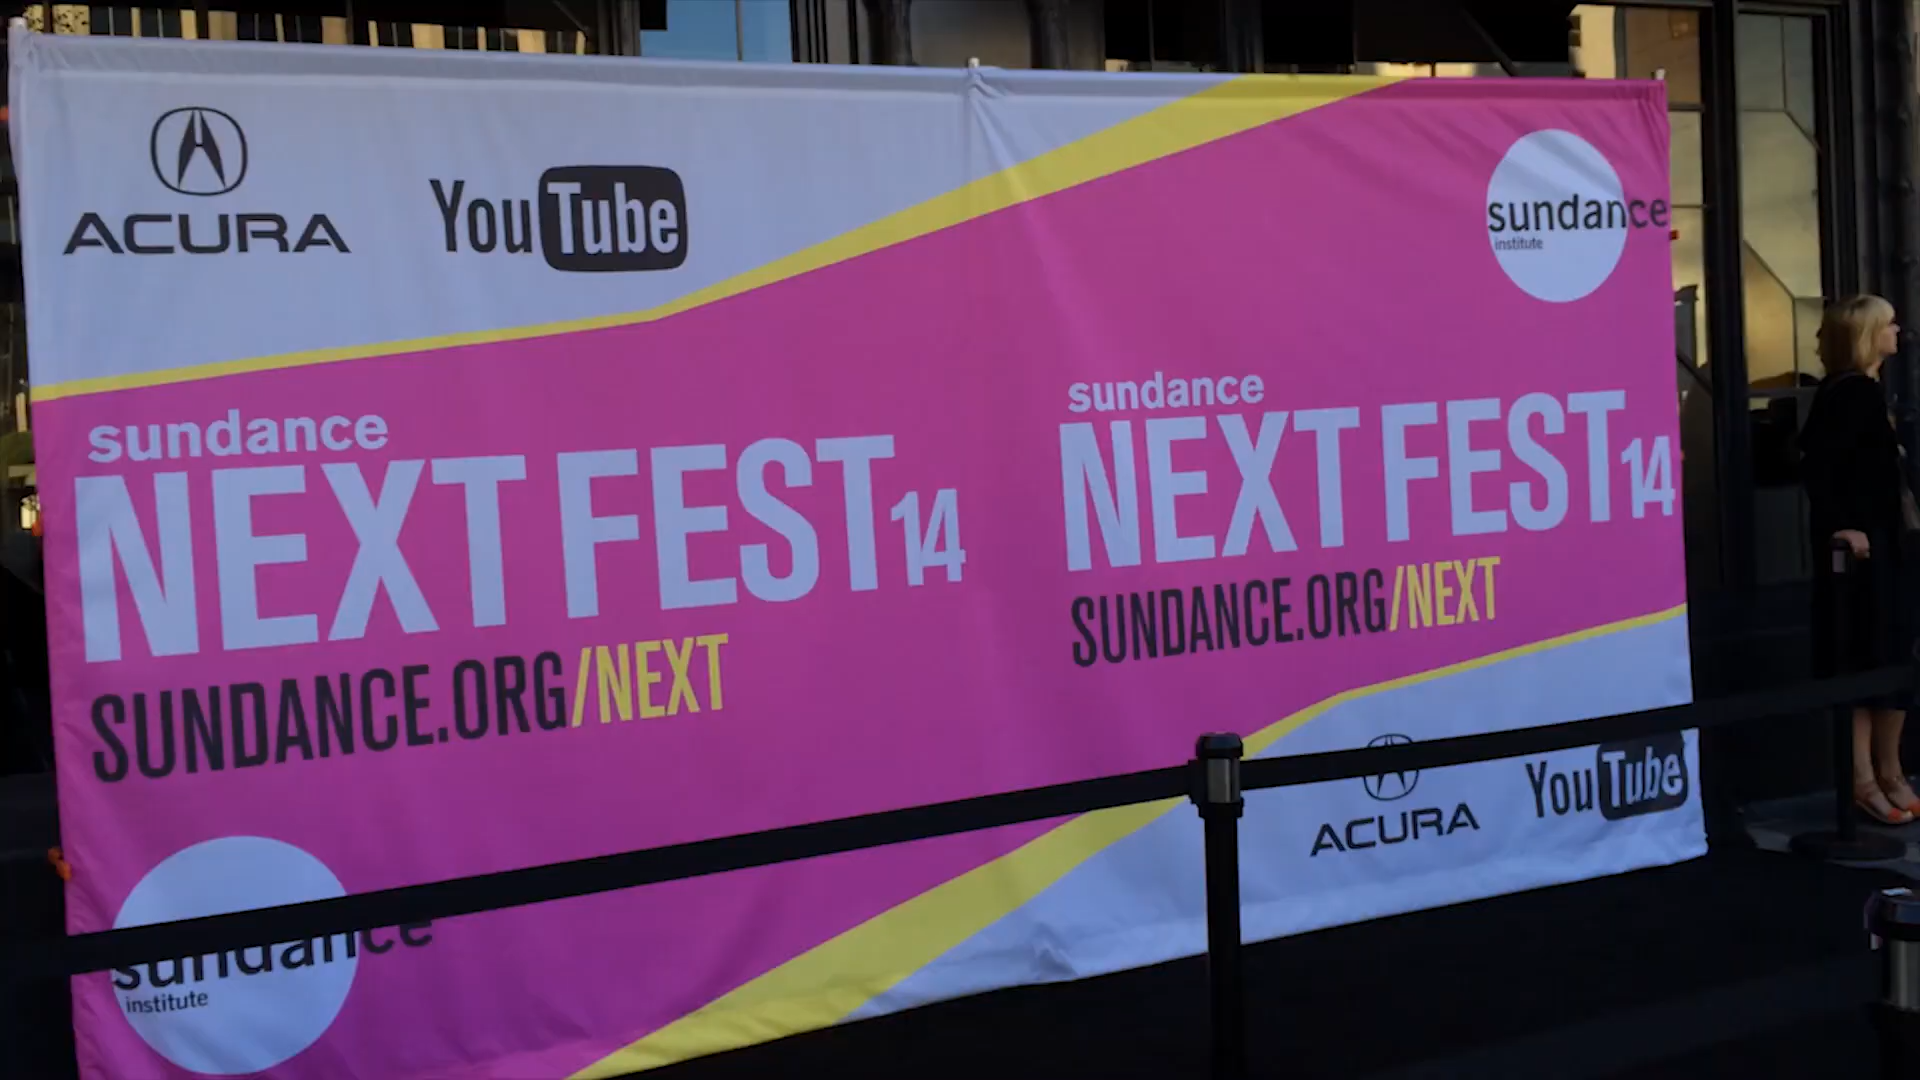 ACURA
YouTube
sundance
institute
sundance
NEXT FEST14
SUNDANCE.ORG/NEXT
sundance
NEXT FEST14
SUNDANCE.ORG/NEXT
ACURA
YouTube
sundance
institute